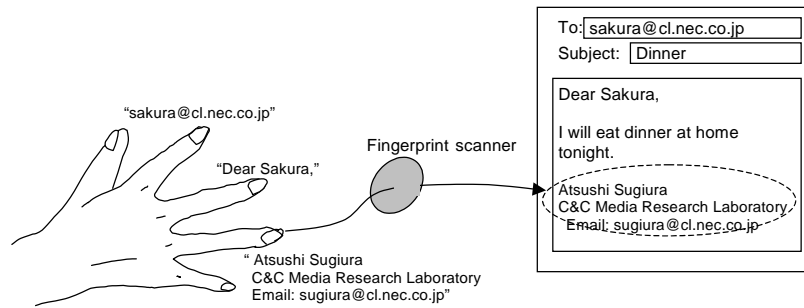 "sakura@cl.nec.co.jp"
"Dear Sakura,"
Fingerprint scanner
" Atsushi Sugiura
C&C Media Research Laboratory
Email: sugiura@cl.nec.co.jp"
To: sakura@cl.nec.co.jp
Subject: Dinner
Dear Sakura,
I will eat dinner at home
tonight.
Atsushi Sugiura
C&C Media Research Laboratory
Email: sugiura@cl.nec.co.jp